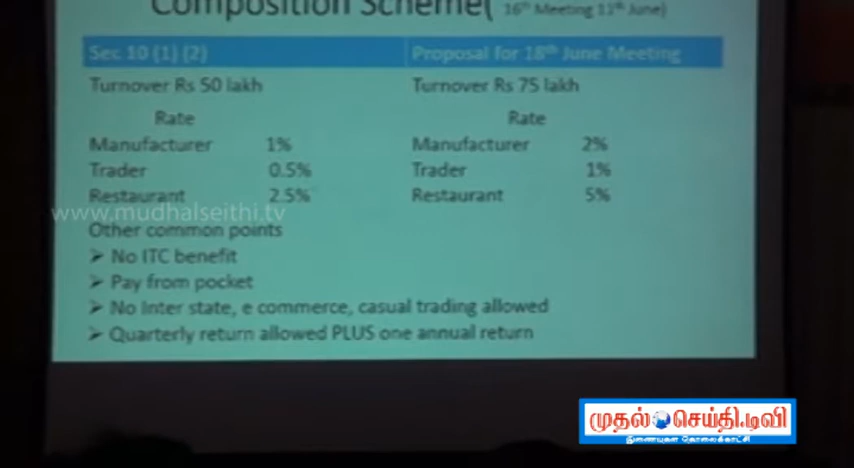 Composition Scheme( 16th Meeting 11th June)
Sec 10 (1) (2) Proposal for 18th June Meeting
Turnover Rs 50 lakh Turnover Rs 75 lakh
Rate Rate
Manufacturer 1% Manufacturer 2%
Trader 0.5% Trader 1%
Restaurant 2.5% Restaurant 5%
www.mudhalseithi.tv
Other common points
➢ No ITC benefit
➢ Pay from pocket
➢ No Inter state, e commerce, casual trading allowed
➢ Quarterly return allowed PLUS one annual return
முதல் செய்தி.டிவி
இணையுகள தொலைக்காட்சி